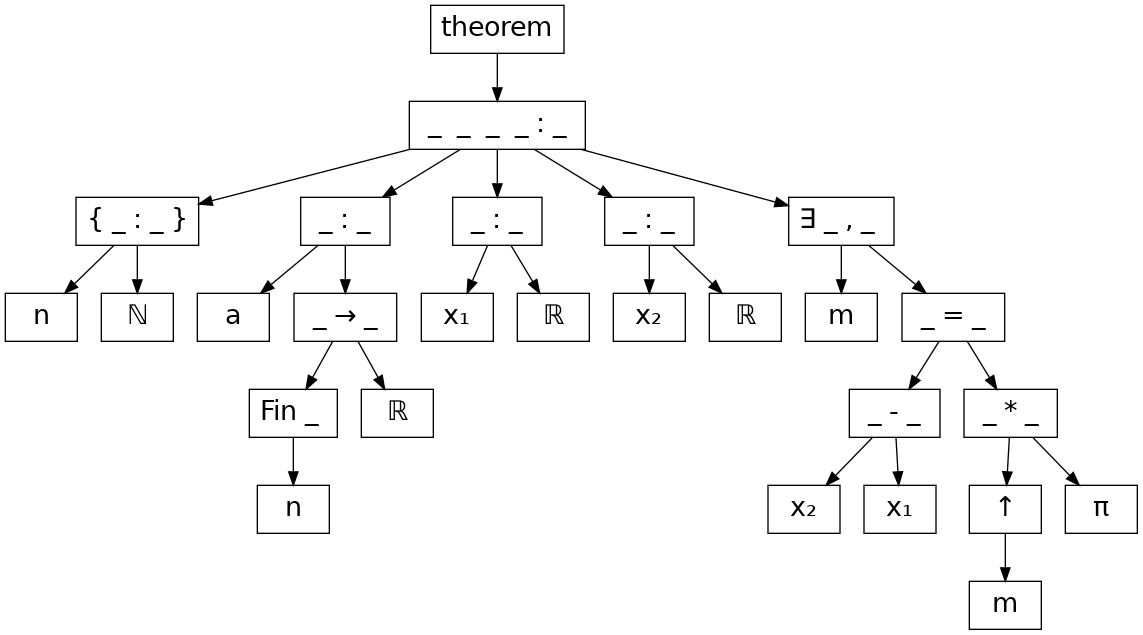 theorem
_ _ _ _ : _
{ _ : _ } _ : _ _ : _ _ : _ ∃ _ , _
n ℕ a _ → _ x₁ ℝ x₂ ℝ m _ = _
Fin _ ℝ _ - _ _ * _
n x₂ x₁ ↑ π
m